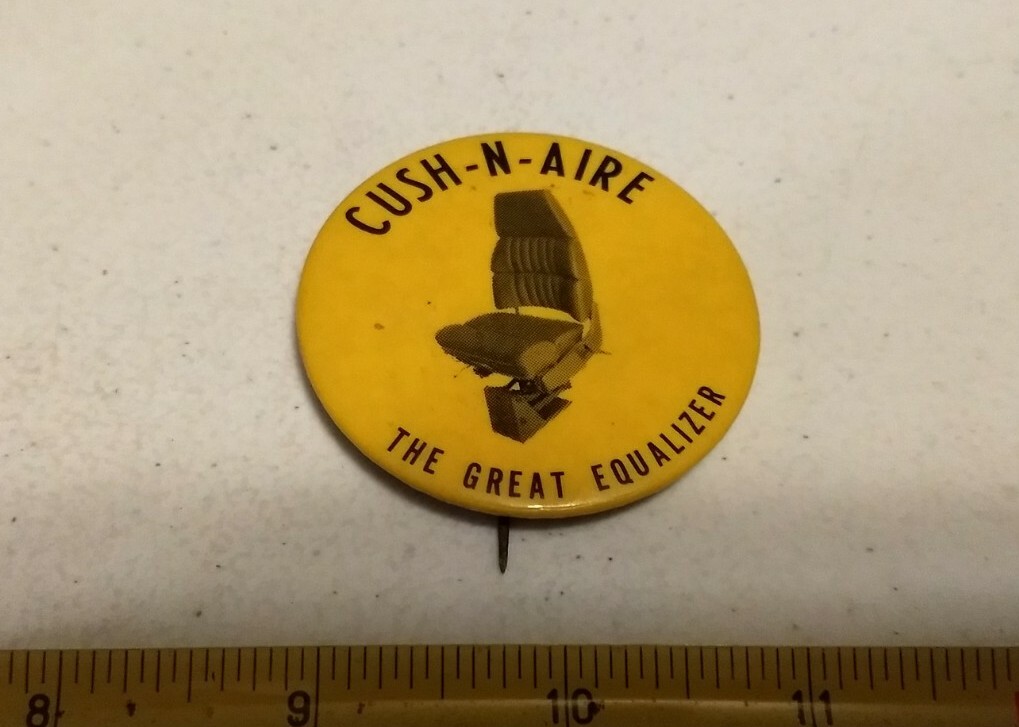 CUSH-N-AIRE
THE GREAT EQUALIZER
8 9 10 11